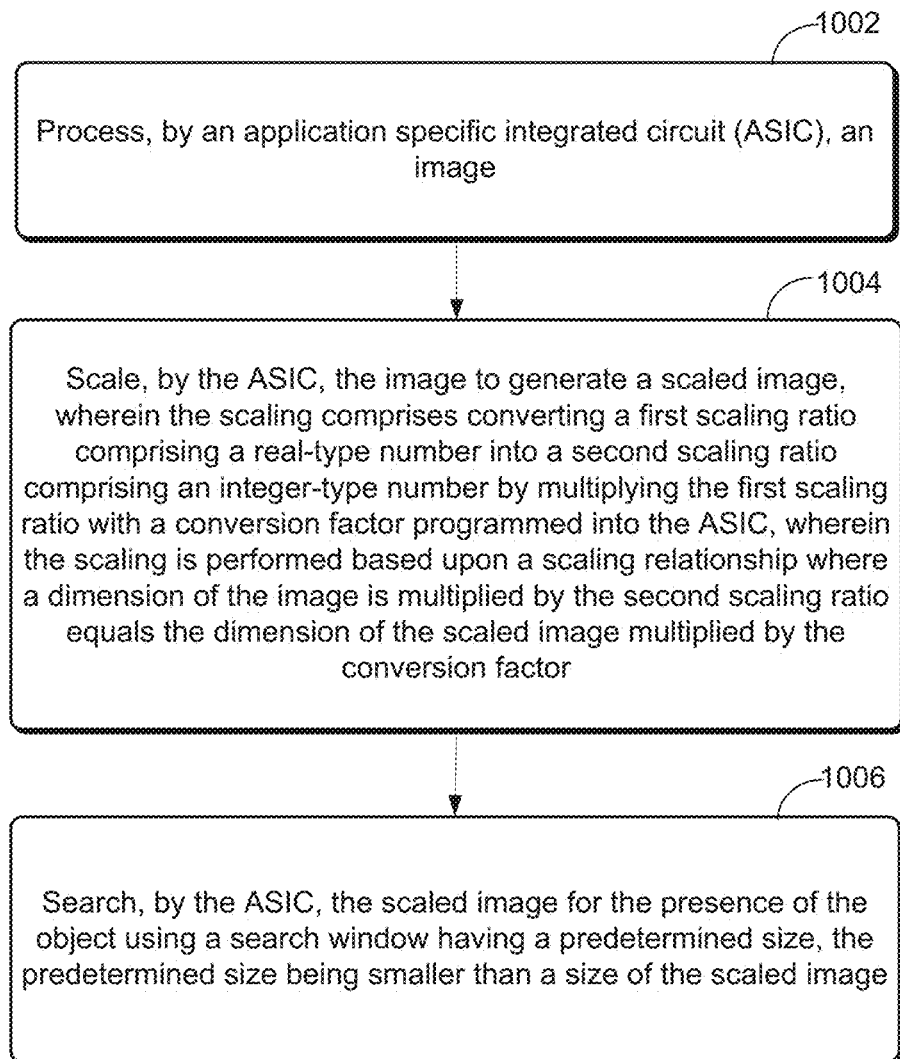 1002
Process, by an application specific integrated circuit (ASIC), an
image
1004
Scale, by the ASIC, the image to generate a scaled image,
wherein the scaling comprises converting a first scaling ratio
comprising a real-type number into a second scaling ratio
comprising an integer-type number by multiplying the first scaling
ratio with a conversion factor programmed into the ASIC, wherein
the scaling is performed based upon a scaling relationship where
a dimension of the image is multiplied by the second scaling ratio
equals the dimension of the scaled image multiplied by the
conversion factor
1006
Search, by the ASIC, the scaled image for the presence of the
object using a search window having a predetermined size, the
predetermined size being smaller than a size of the scaled image